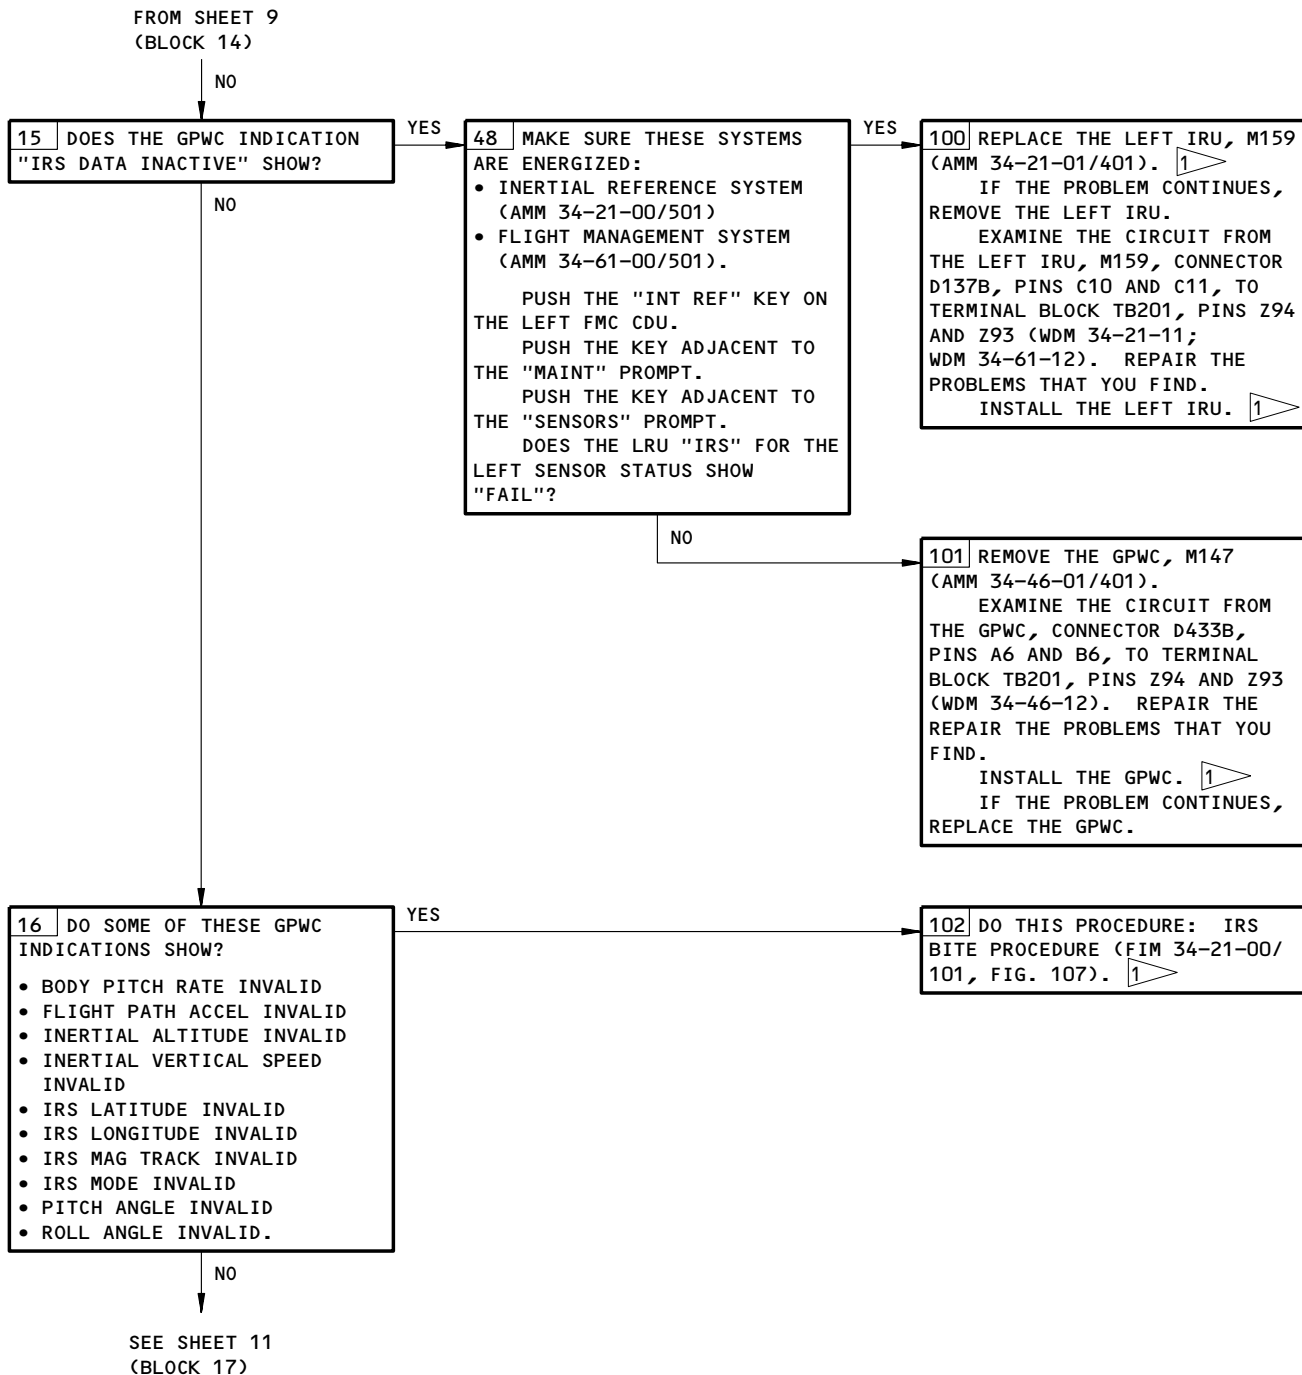 FROM SHEET 9
(BLOCK 14)
NO
15 DOES THE GPWC INDICATION
"IRS DATA INACTIVE" SHOW?
YES
NO
48 MAKE SURE THESE SYSTEMS
ARE ENERGIZED:
• INERTIAL REFERENCE SYSTEM
(AMM 34-21-00/501)
• FLIGHT MANAGEMENT SYSTEM
(AMM 34-61-00/501).
PUSH THE "INT REF" KEY ON
THE LEFT FMC CDU.
PUSH THE KEY ADJACENT TO
THE "MAINT" PROMPT.
PUSH THE KEY ADJACENT TO
THE "SENSORS" PROMPT.
DOES THE LRU "IRS" FOR THE
LEFT SENSOR STATUS SHOW
"FAIL"?
YES
NO
100 REPLACE THE LEFT IRU, M159
(AMM 34-21-01/401). 1
IF THE PROBLEM CONTINUES,
REMOVE THE LEFT IRU.
EXAMINE THE CIRCUIT FROM
THE LEFT IRU, M159, CONNECTOR
D137B, PINS C10 AND C11, TO
TERMINAL BLOCK TB201, PINS Z94
AND Z93 (WDM 34-21-11;
WDM 34-61-12). REPAIR THE
PROBLEMS THAT YOU FIND.
INSTALL THE LEFT IRU. 1
101 REMOVE THE GPWC, M147
(AMM 34-46-01/401).
EXAMINE THE CIRCUIT FROM
THE GPWC, CONNECTOR D433B,
PINS A6 AND B6, TO TERMINAL
BLOCK TB201, PINS Z94 AND Z93
(WDM 34-46-12). REPAIR THE
REPAIR THE PROBLEMS THAT YOU
FIND.
INSTALL THE GPWC. 1
IF THE PROBLEM CONTINUES,
REPLACE THE GPWC.
16 DO SOME OF THESE GPWC
INDICATIONS SHOW?
• BODY PITCH RATE INVALID
• FLIGHT PATH ACCEL INVALID
• INERTIAL ALTITUDE INVALID
• INERTIAL VERTICAL SPEED
INVALID
• IRS LATITUDE INVALID
• IRS LONGITUDE INVALID
• IRS MAG TRACK INVALID
• IRS MODE INVALID
• PITCH ANGLE INVALID
• ROLL ANGLE INVALID.
YES
102 DO THIS PROCEDURE: IRS
BITE PROCEDURE (FIM 34-21-00/
101, FIG. 107). 1
NO
SEE SHEET 11
(BLOCK 17)